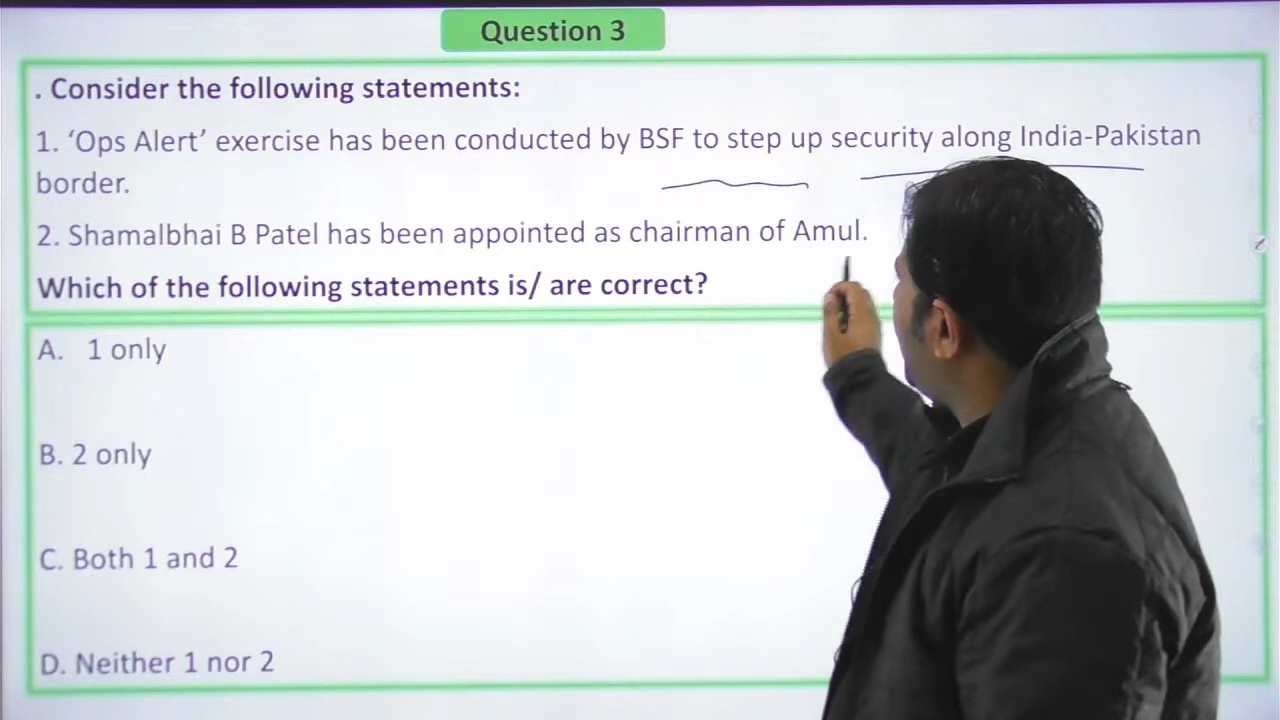 Question 3
. Consider the following statements:
1. ‘Ops Alert’ exercise has been conducted by BSF to step up security along India-Pakistan
border.
2. Shamalbhai B Patel has been appointed as chairman of Amul.
Which of the following statements is/ are correct?
A. 1 only
B. 2 only
C. Both 1 and 2
D. Neither 1 nor 2